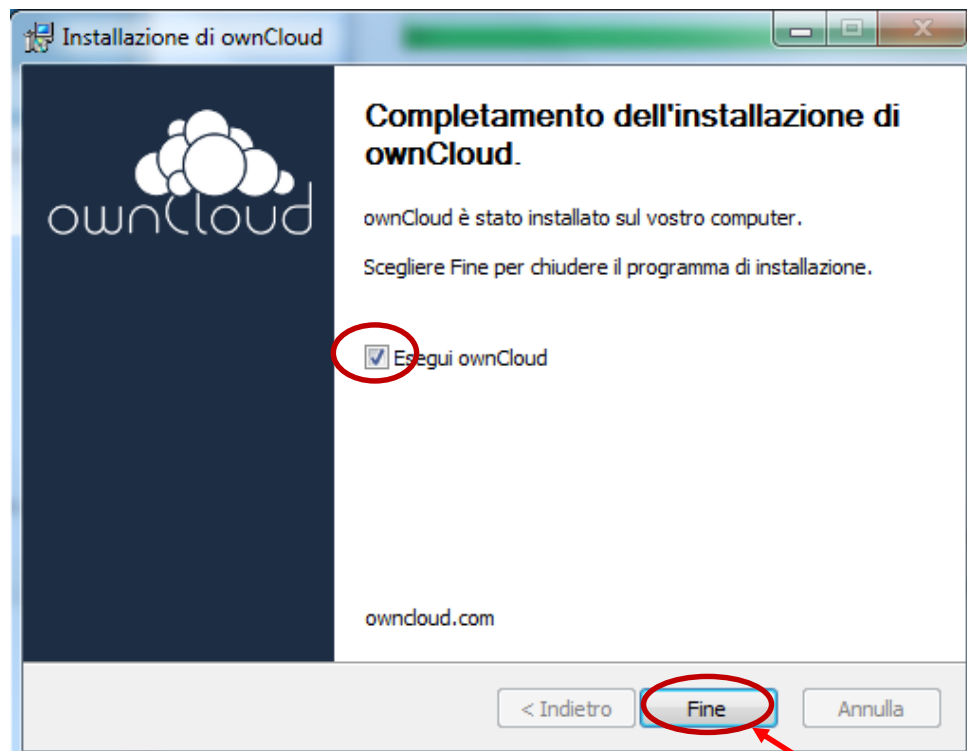 Installazione di ownCloud
ownCloud
Completamento dell'installazione di
ownCloud.
ownCloud è stato installato sul vostro computer.
Scegliere Fine per chiudere il programma di installazione.
Esegui ownCloud
owncloud.com
< Indietro
Fine
Annulla